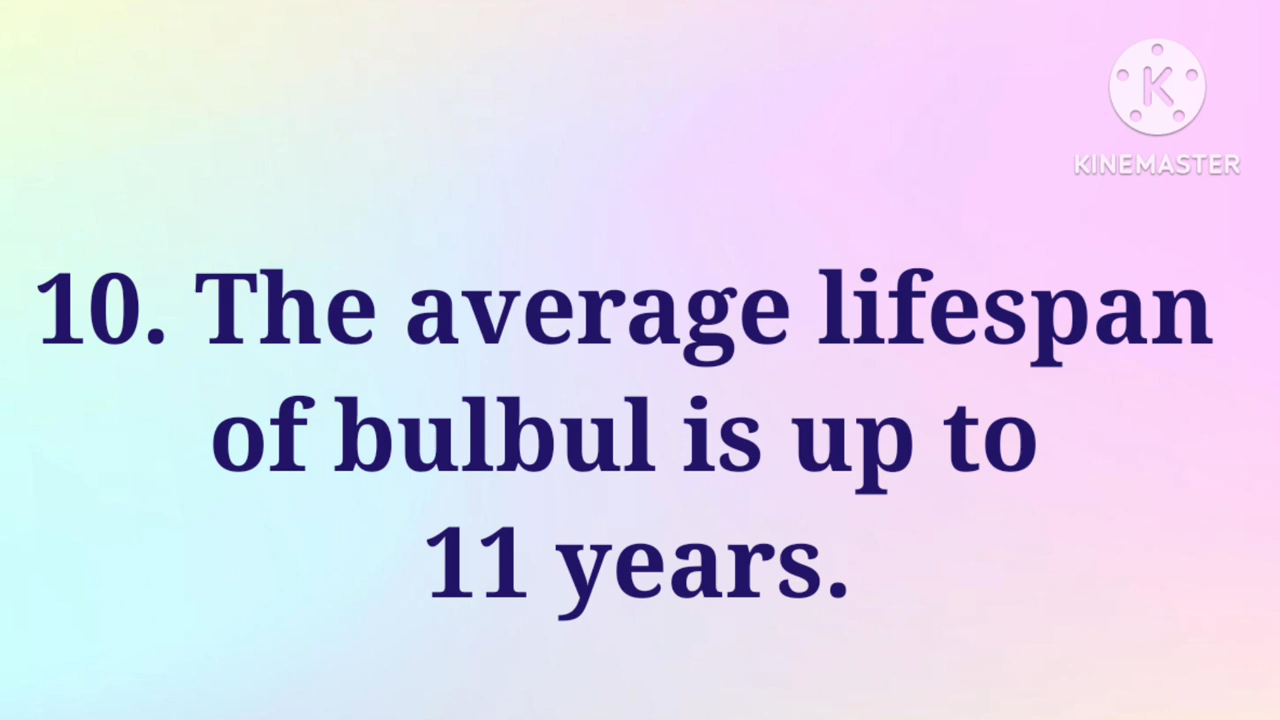 K
KINEMASTER
10. The average lifespan
of bulbul is up to
11 years.